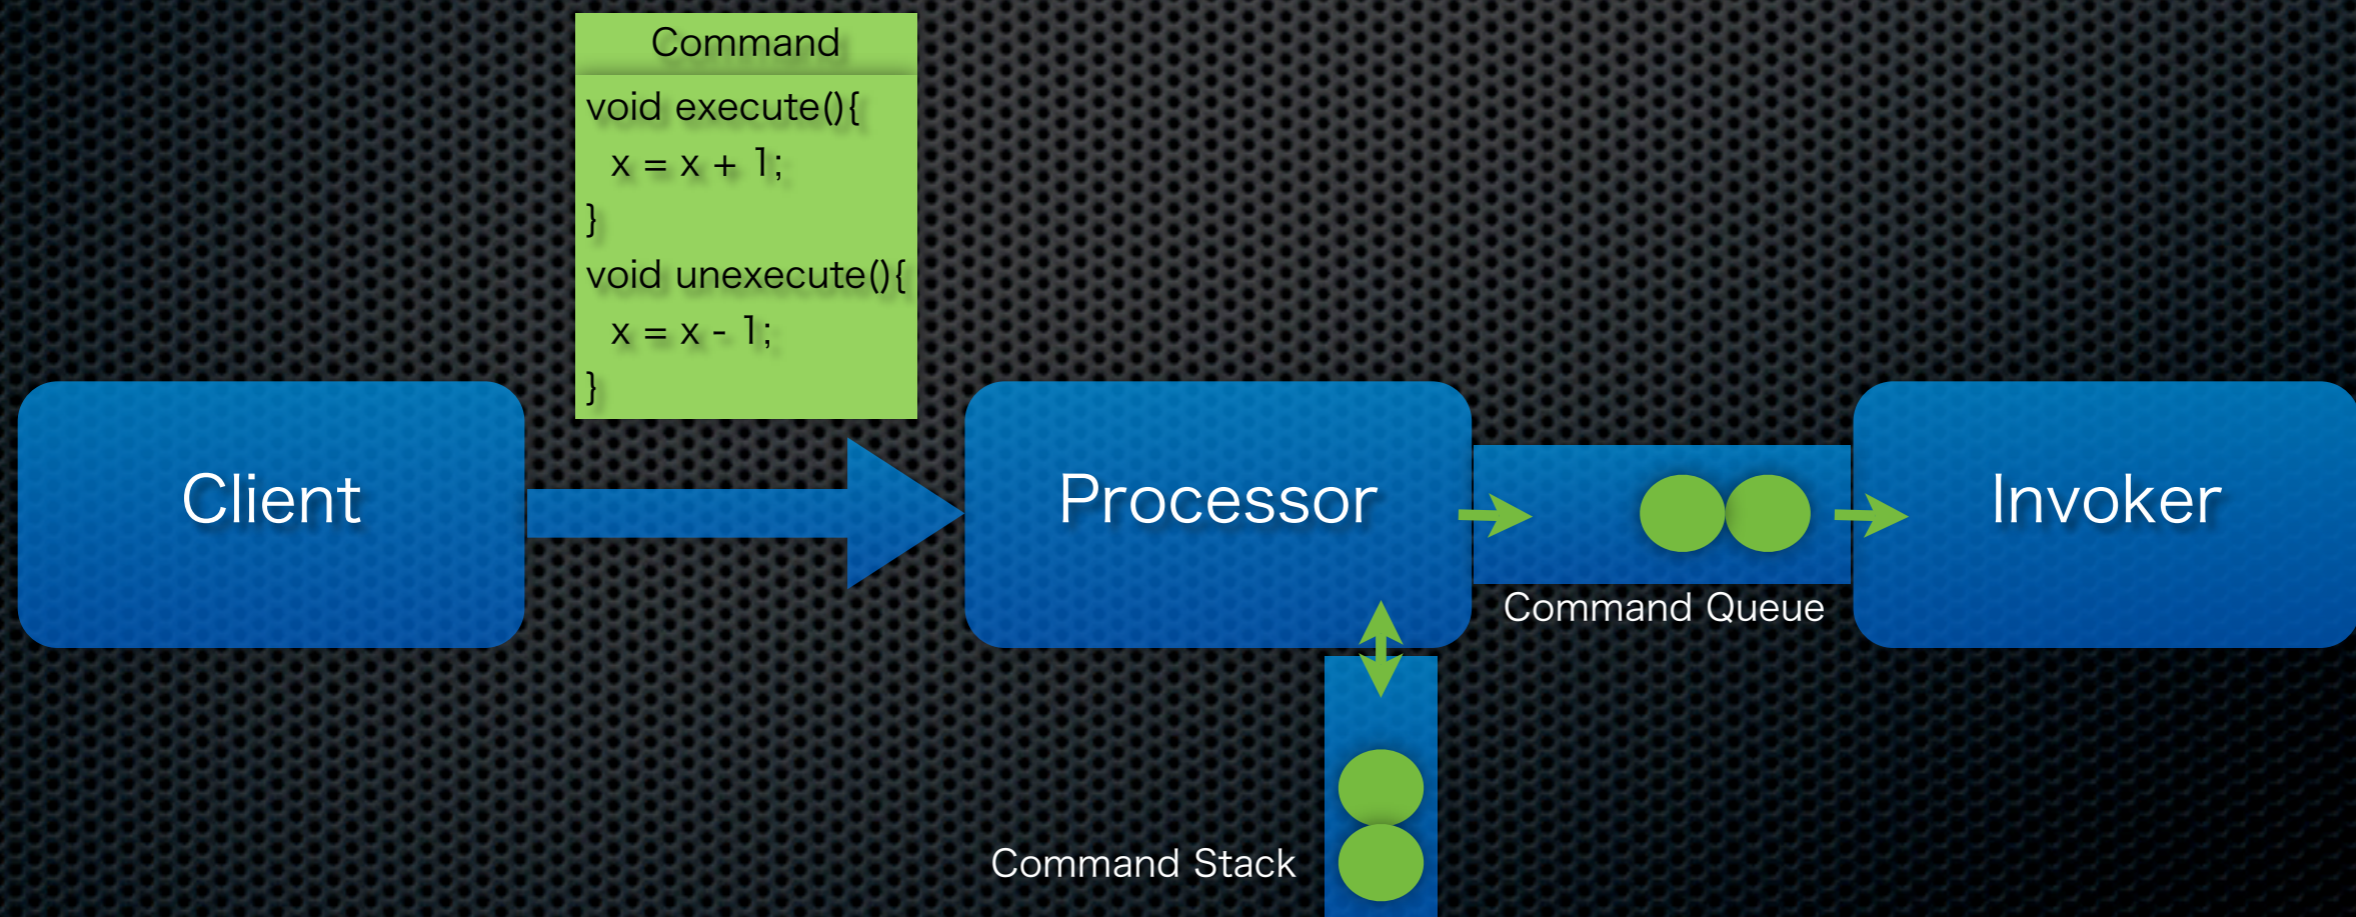 Command
void execute(){
x = x + 1;
}
void unexecute(){
x = x - 1;
}
Client
Processor
Invoker
Command Queue
Command Stack